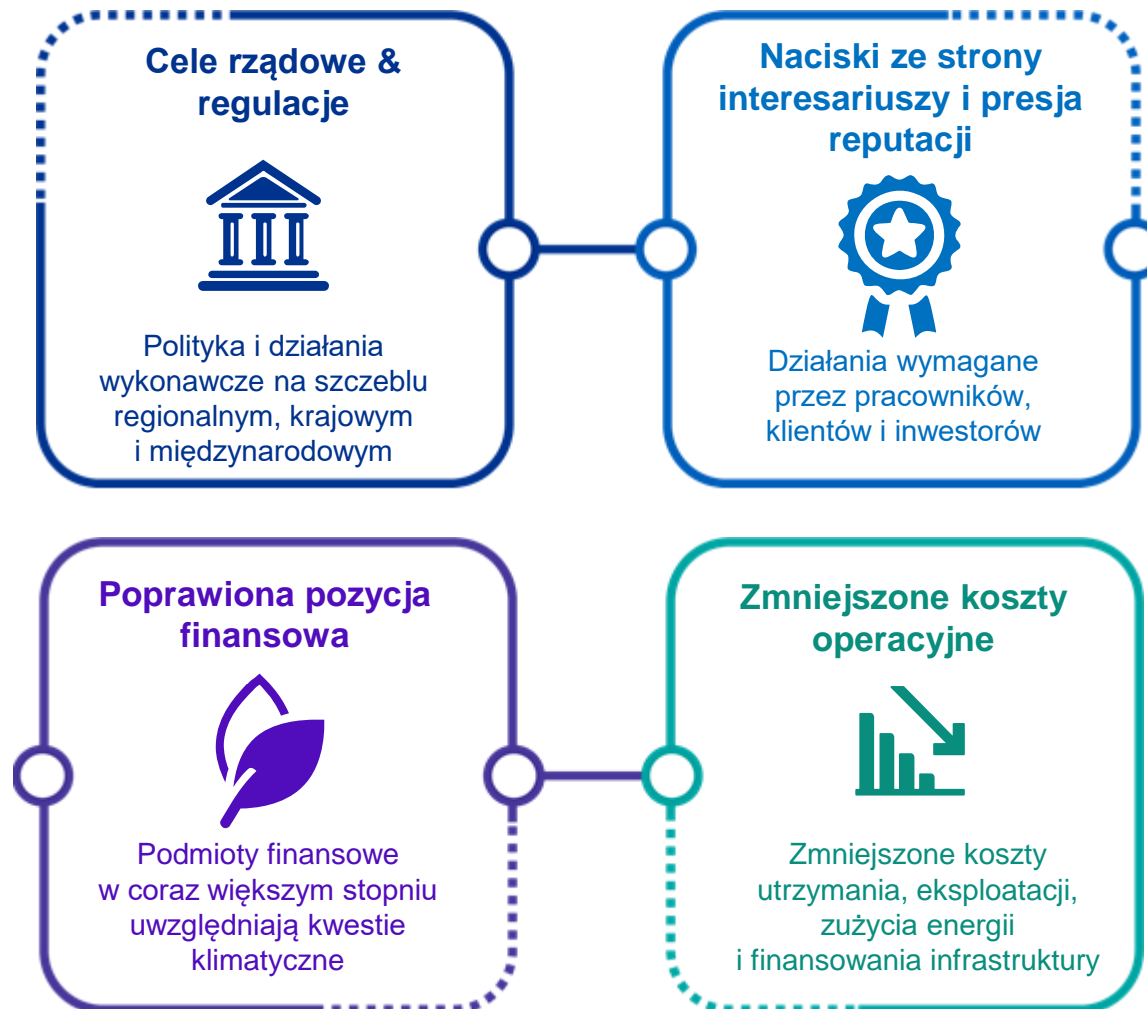 Cele rządowe &
regulacje
Polityka i działania
wykonawcze na szczeblu
regionalnym, krajowym
i międzynarodowym
Naciski ze strony
interesariuszy i presja
reputacji
Działania wymagane
przez pracowników,
klientów i inwestorów
Poprawiona pozycja
finansowa
Podmioty finansowe
w coraz większym stopniu
uwzględniają kwestie
klimatyczne
Zmniejszone koszty
operacyjne
Zmniejszone koszty
utrzymania, eksploatacji,
zużycia energii
i finansowania infrastruktury